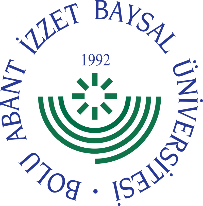 BOLU ABANT İZZET BAYSAL ÜNİVERSİTESİ ·
1992